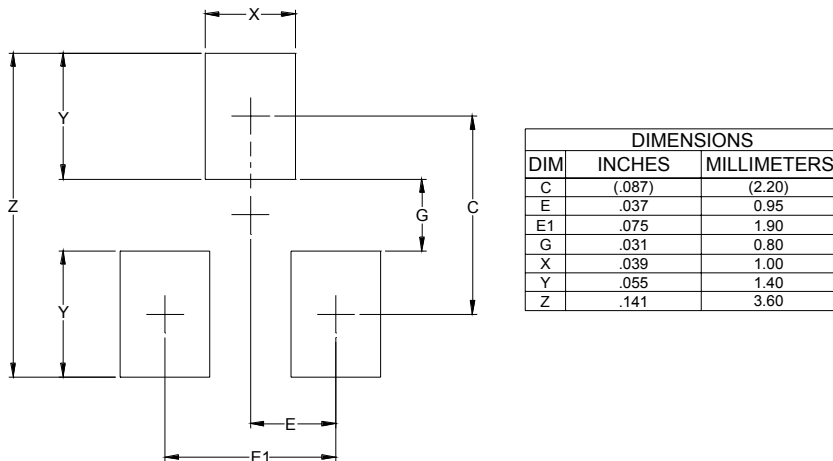 X
Y
Z
G
C
Y
E
E1
DIMENSIONS
DIM INCHES MILLIMETERS
C (.087) (2.20)
E .037 0.95
E1 .075 1.90
G .031 0.80
X .039 1.00
Y .055 1.40
Z .141 3.60